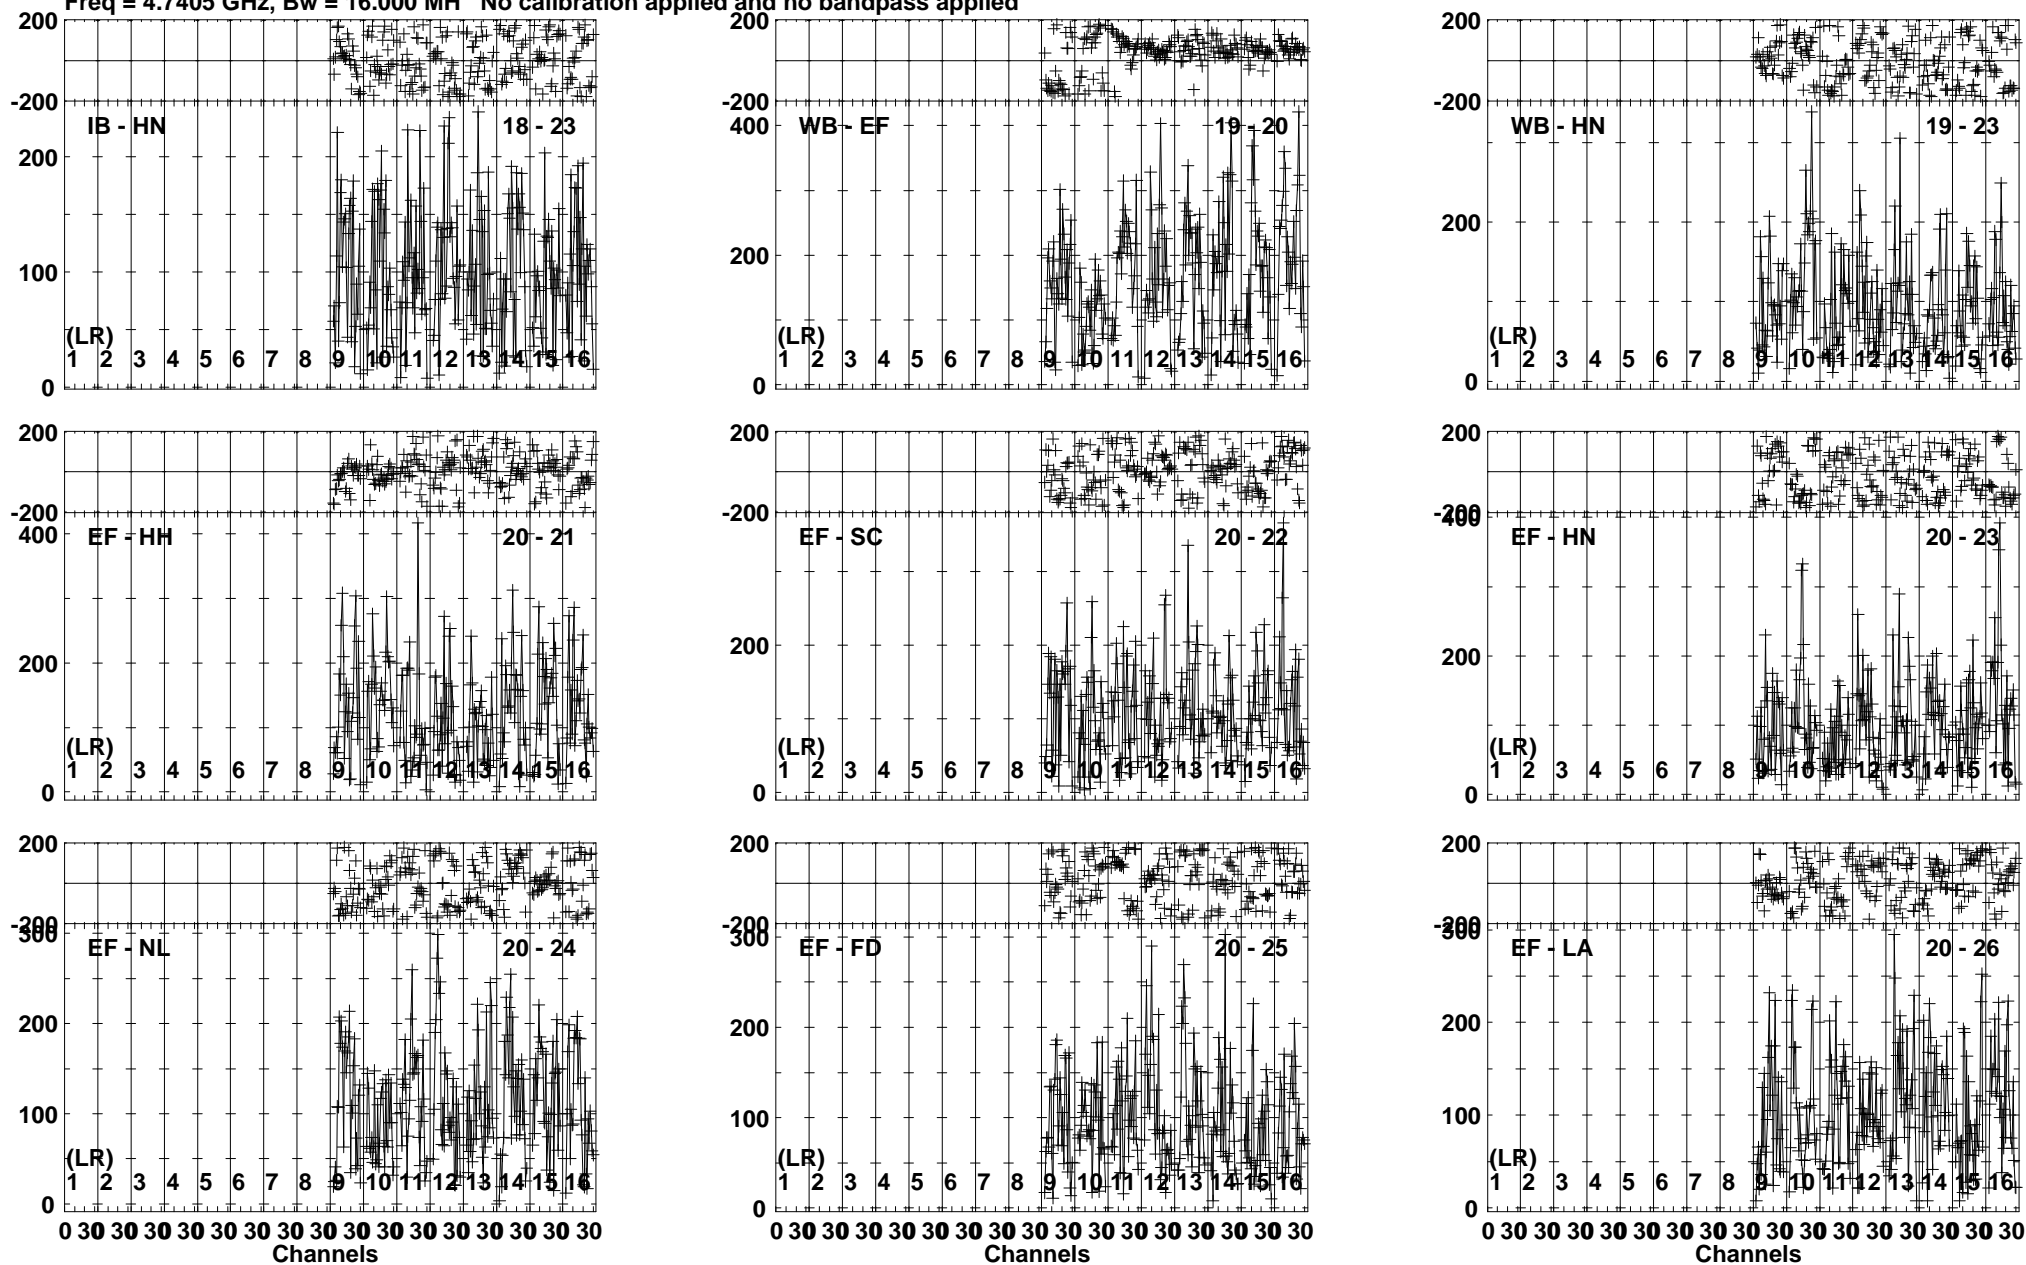 Freq = 4.7405 GHz, Bw = 16.000 MH No calibration applied and no bandpass applied
200 200 200
-200 -200 -200
IB - HN 18 - 23 WB - EF 19 - 20 WB - HN 19 - 23
400
200
200
200
100
(LR) (LR) (LR)
1 2 3 4 5 6 7 8 9 10 11 12 13 14 15 16 1 2 3 4 5 6 7 8 9 10 11 12 13 14 15 16 1 2 3 4 5 6 7 8 9 10 11 12 13 14 15 16
0 0 0
200 200 200
-200 -200 -200
400
EF - HH 20 - 21 EF - SC 20 - 22 EF - HN 20 - 23
400
200 200 200
(LR) (LR) (LR)
1 2 3 4 5 6 7 8 9 10 11 12 13 14 15 16 1 2 3 4 5 6 7 8 9 10 11 12 13 14 15 16 1 2 3 4 5 6 7 8 9 10 11 12 13 14 15 16
0 0 0
200 200 200
-200 -200 -200
300 300 300
EF - NL 20 - 24 EF - FD 20 - 25 EF - LA 20 - 26
200 200 200
100 100 100
(LR) (LR) (LR)
1 2 3 4 5 6 7 8 9 10 11 12 13 14 15 16 1 2 3 4 5 6 7 8 9 10 11 12 13 14 15 16 1 2 3 4 5 6 7 8 9 10 11 12 13 14 15 16
0 0 0
0 30 30 30 30 30 30 30 30 30 30 30 30 30 30 30 30 0 30 30 30 30 30 30 30 30 30 30 30 30 30 30 30 30 0 30 30 30 30 30 30 30 30 30 30 30 30 30 30 30 30
Channels Channels Channels